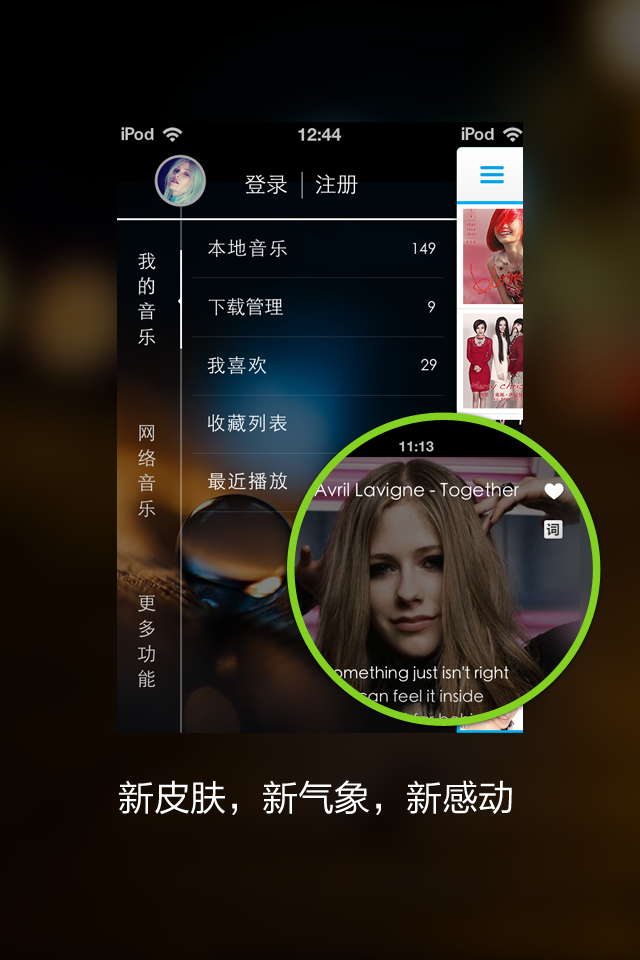 iPod 12:44 iPod
登录 | 注册
我的音乐
本地音乐 149
下载管理 9
我喜欢 29
收藏列表
最近播放
网络音乐
更多功能
11:13
Avril Lavigne - Together
词
omething just isn't right
can feel it inside
新皮肤，新气象，新感动